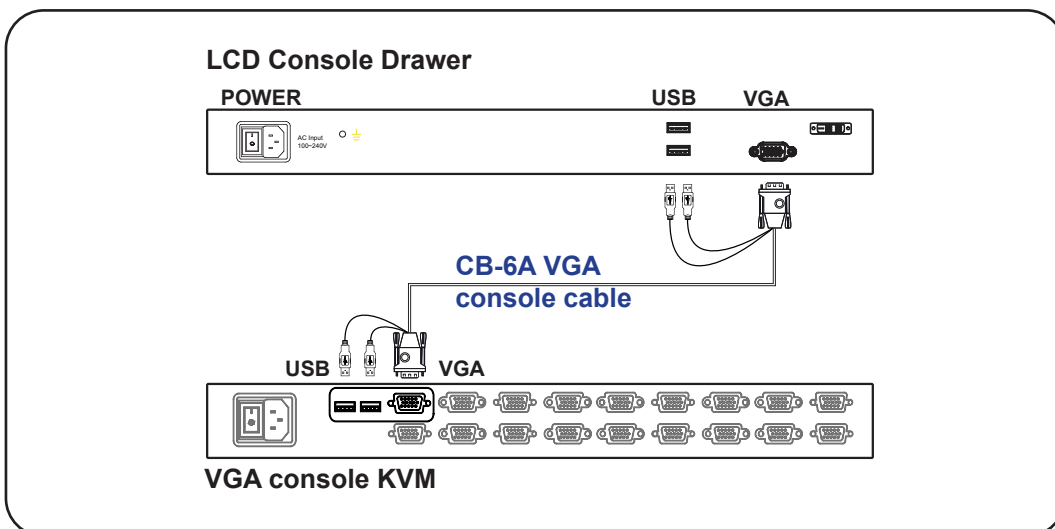 LCD Console Drawer
POWER
USB
VGA
AC Input
100~240V
CB-6A VGA
console cable
USB
VGA
VGA console KVM